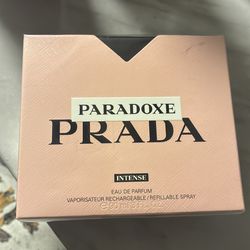 PARADOXE
PRADA
INTENSE
EAU DE PARFUM
VAPORISATEUR RECHARGEABLE / REFILLABLE SPRAY